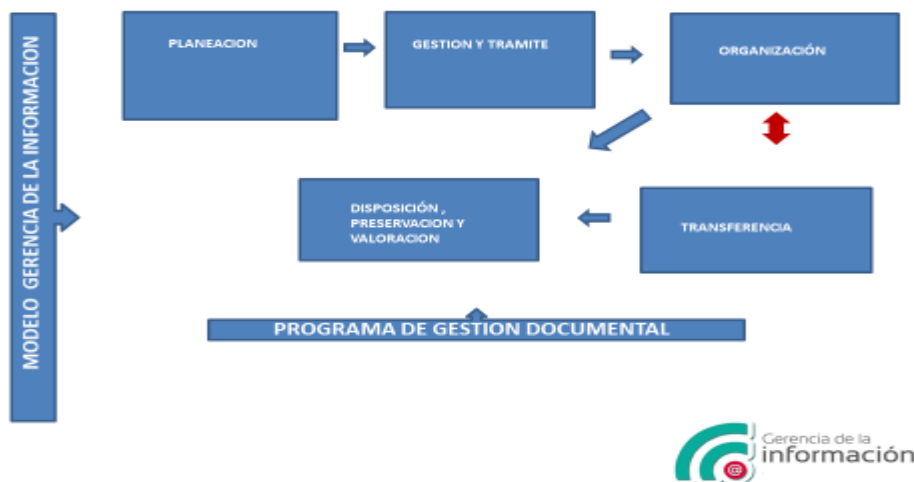 MODELO GERENCIA DE LA INFORMACION
PLANEACION
GESTION Y TRAMITE
ORGANIZACIÓN
DISPOSICIÓN ,
PRESERVACION Y
VALORACION
TRANSFERENCIA
PROGRAMA DE GESTION DOCUMENTAL
Gerencia de la
información
@